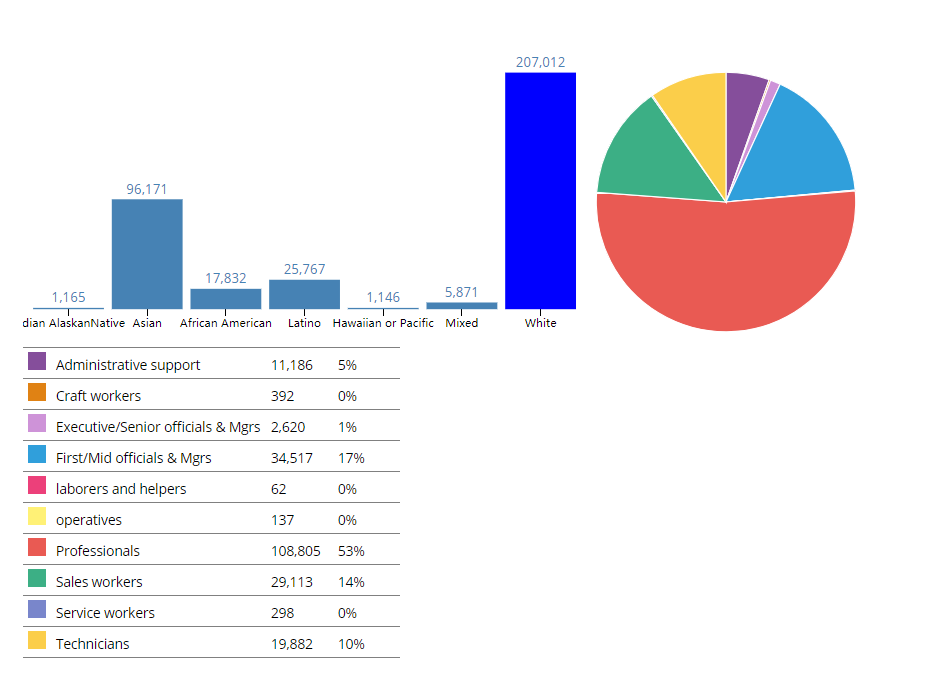 207,012
96,171
25,767
17,832
5,871
1,165
1,146
dian AlaskanNative Asian African American Latino Hawaiian or Pacific Mixed White
Administrative support 11,186 5%
Craft workers 392 0%
Executive/Senior officials & Mgrs 2,620 1%
First/Mid officials & Mgrs 34,517 17%
laborers and helpers 62 0%
operatives 137 0%
Professionals 108,805 53%
Sales workers 29,113 14%
Service workers 298 0%
Technicians 19,882 10%